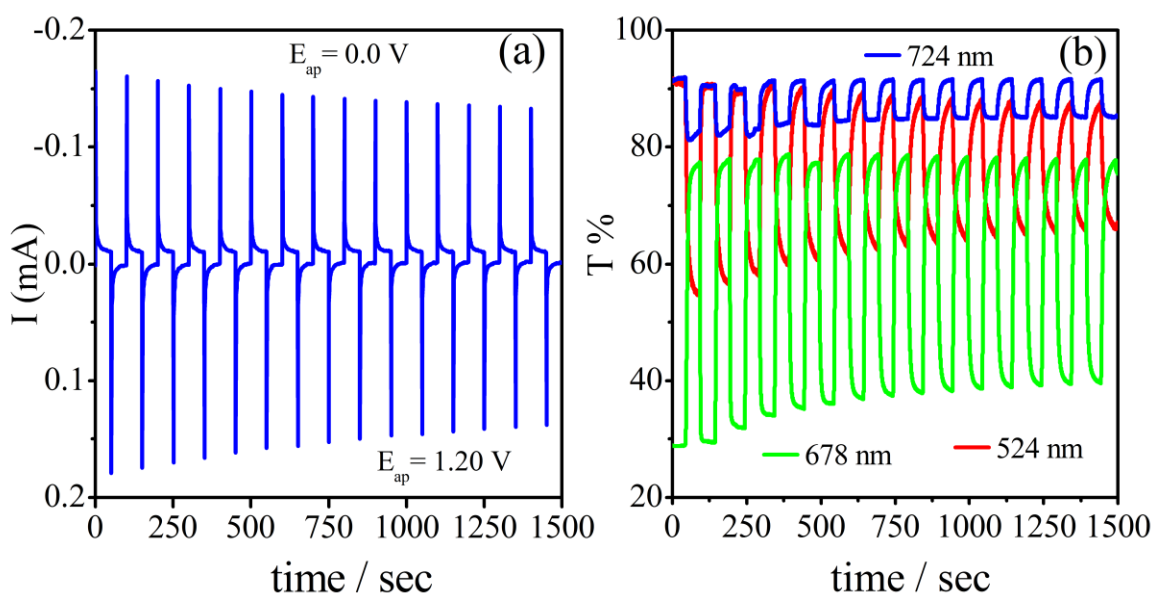 (a)
E_ap = 0.0 V
E_ap = 1.20 V
-0.2
-0.1
0.0
0.1
0.2
I (mA)
0 250 500 750 1000 1250 1500
time / sec
(b)
724 nm
678 nm
524 nm
100
80
60
40
20
T %
0 250 500 750 1000 1250 1500
time / sec